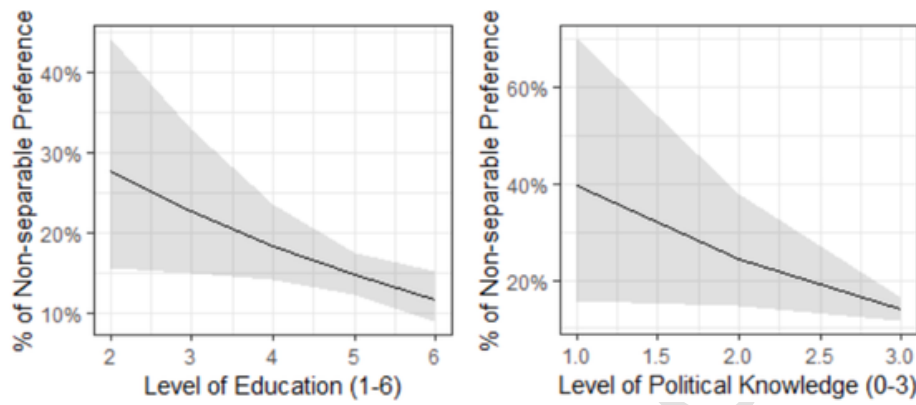 % of Non-separable Preference
40%
30%
20%
10%
2 3 4 5 6
Level of Education (1-6)
% of Non-separable Preference
60%
40%
20%
1.0 1.5 2.0 2.5 3.0
Level of Political Knowledge (0-3)